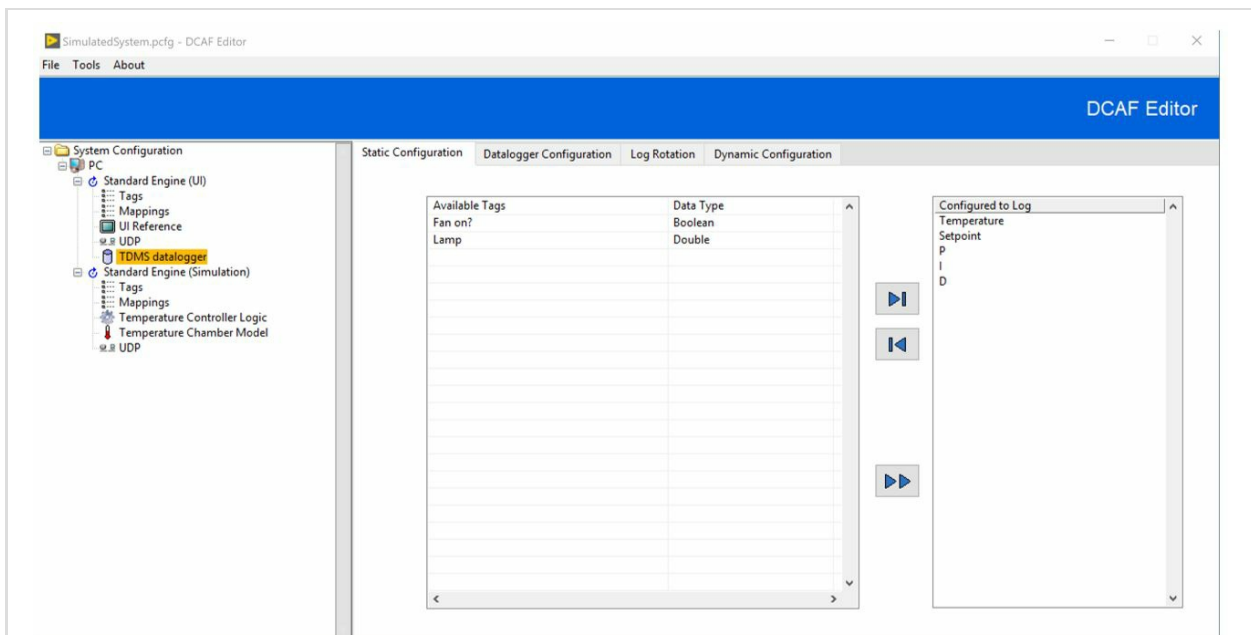 SimulatedSystem.pcfg - DCAF Editor
File Tools About
DCAF Editor
System Configuration
PC
Standard Engine (UI)
Tags
Mappings
UI Reference
UDP
TDMS datalogger
Standard Engine (Simulation)
Tags
Mappings
Temperature Controller Logic
Temperature Chamber Model
UDP
Static Configuration Datalogger Configuration Log Rotation Dynamic Configuration
Available Tags Data Type
Fan on? Boolean
Lamp Double
Configured to Log
Temperature
Setpoint
P
I
D